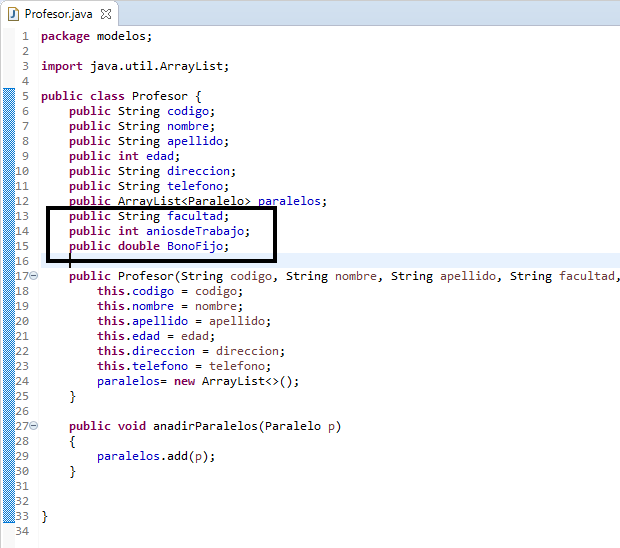 Profesor.java
1 package modelos;
2
3 import java.util.ArrayList;
4
5 public class Profesor {
6 public String codigo;
7 public String nombre;
8 public String apellido;
9 public int edad;
10 public String direccion;
11 public String telefono;
12 public ArrayList<Paralelo> paralelos;
13 public String facultad;
14 public int aniosdeTrabajo;
15 public double BonoFijo;
16
17 public Profesor(String codigo, String nombre, String apellido, String facultad,
18 this.codigo = codigo;
19 this.nombre = nombre;
20 this.apellido = apellido;
21 this.edad = edad;
22 this.direccion = direccion;
23 this.telefono = telefono;
24 paralelos= new ArrayList<>();
25 }
26
27 public void anadirParalelos(Paralelo p)
28 {
29 paralelos.add(p);
30 }
31
32
33 }
34